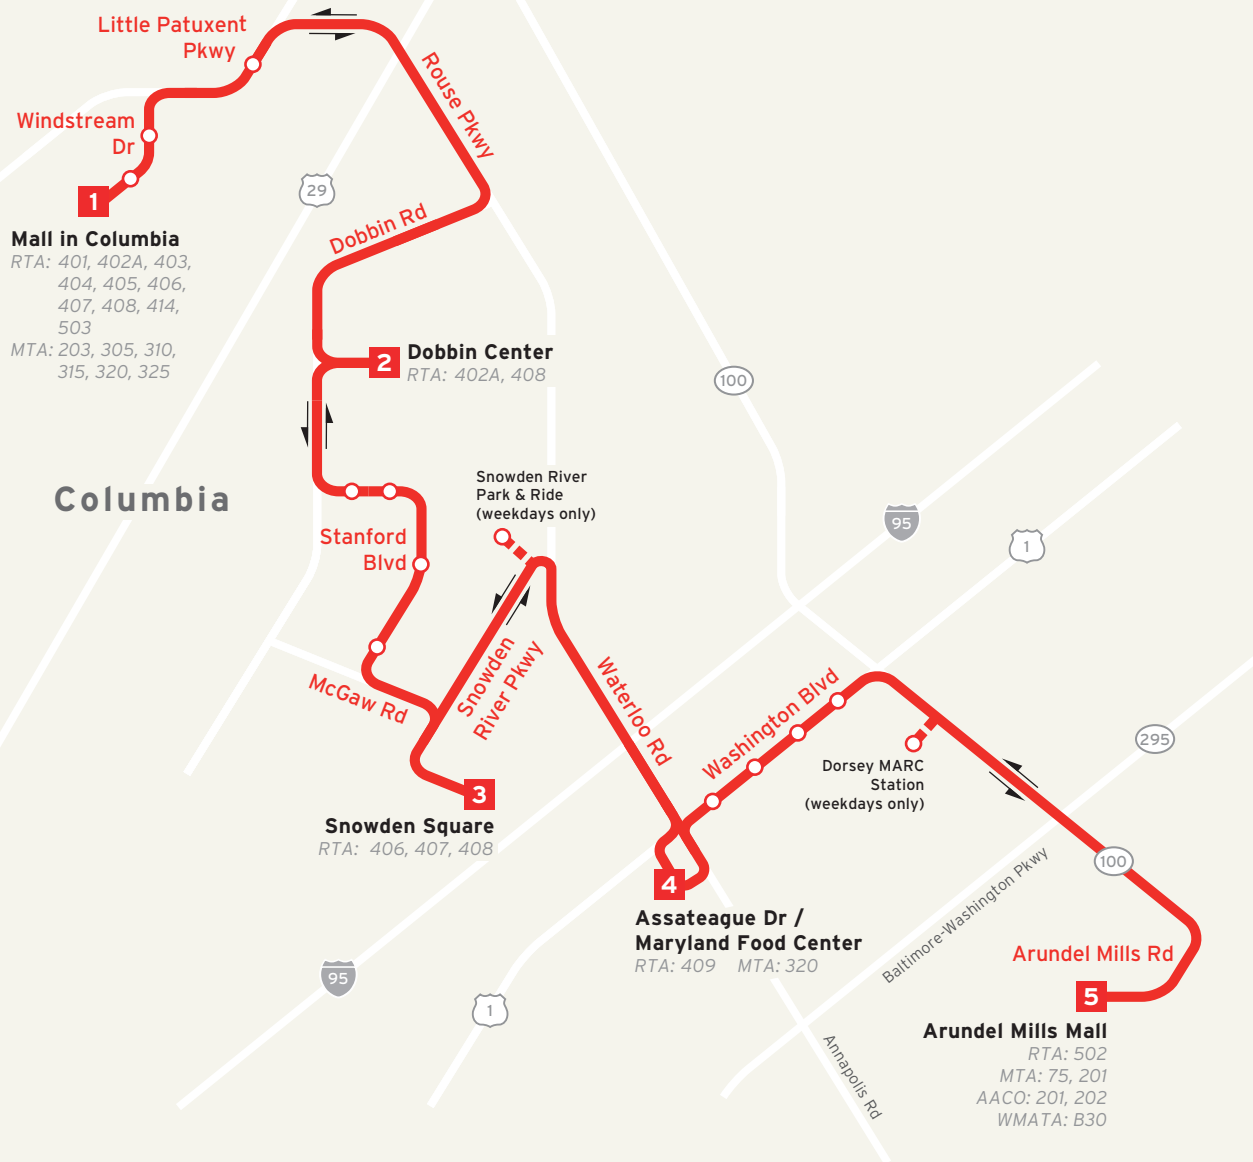 Little Patuxent
Pkwy
Windstream
Dr
1
Mall in Columbia
RTA: 401, 402A, 403,
404, 405, 406,
407, 408, 414,
503
MTA: 203, 305, 310,
315, 320, 325
Rouse Pkwy
29
Dobbin Rd
2
Dobbin Center
RTA: 402A, 408
100
Columbia
Snowden River
Park & Ride
(weekdays only)
95
1
Stanford
Blvd
McGaw Rd
Snowden
River Pkwy
Waterloo Rd
Washington Blvd
295
Dorsey MARC
Station
(weekdays only)
3
Snowden Square
RTA: 406, 407, 408
4
Assateague Dr /
Maryland Food Center
RTA: 409 MTA: 320
100
Baltimore-Washington Pkwy
Arundel Mills Rd
95
1
5
Arundel Mills Mall
RTA: 502
MTA: 75, 201
AACO: 201, 202
WMATA: B30
Annapolis Rd